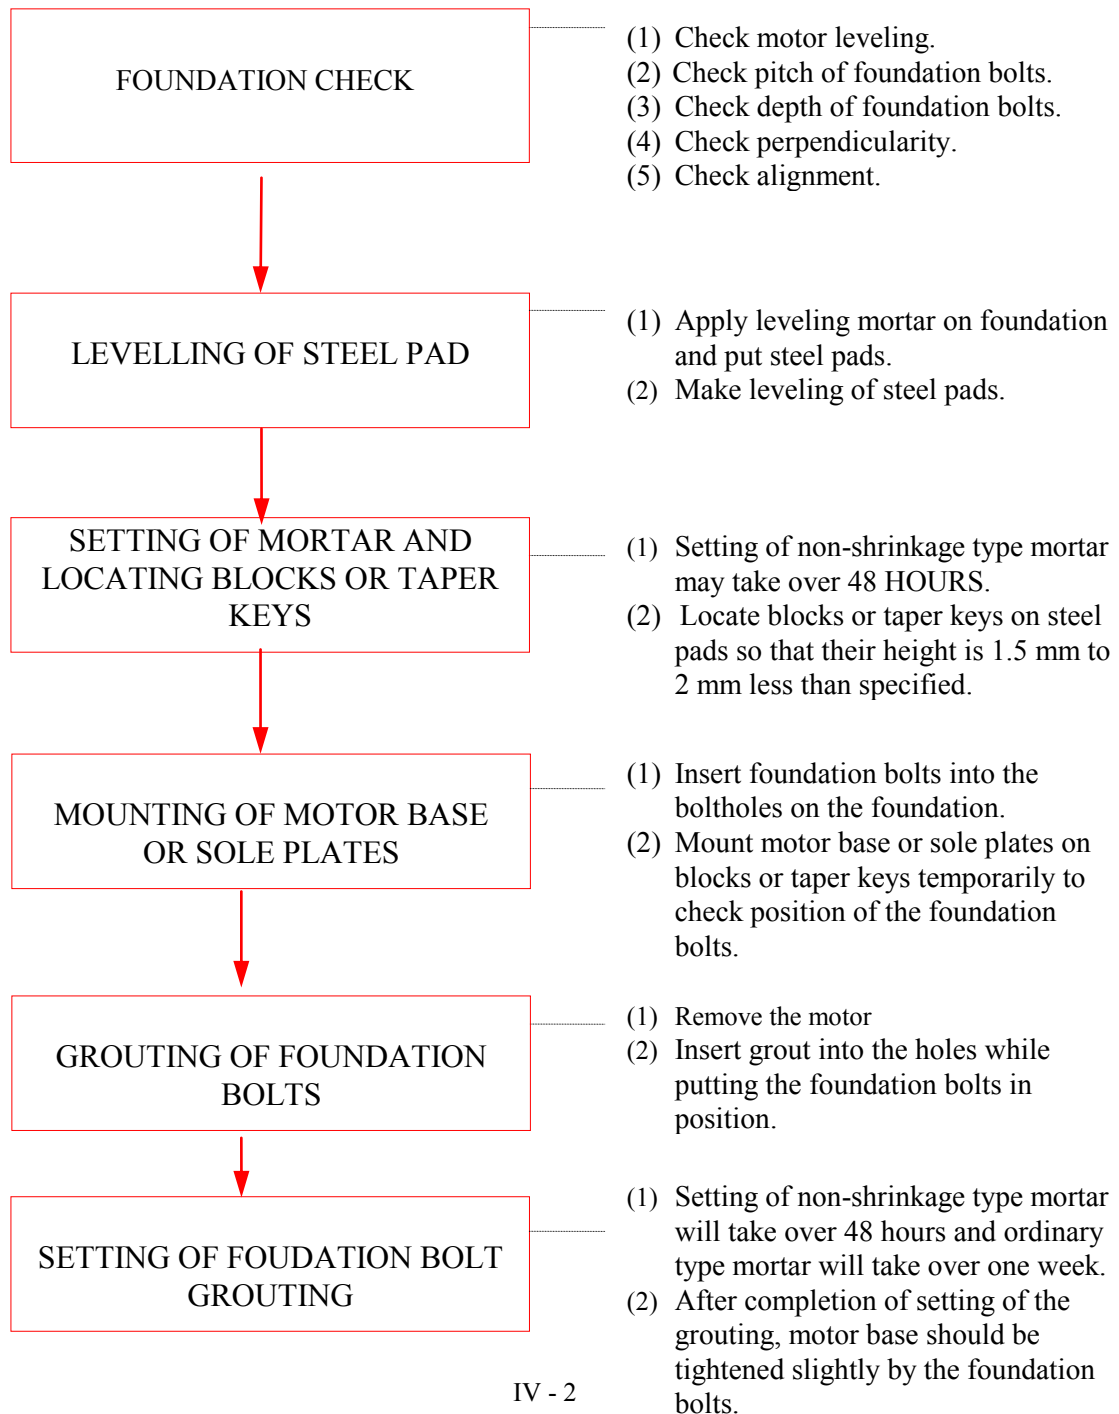 FOUNDATION CHECK
(1) Check motor leveling.
(2) Check pitch of foundation bolts.
(3) Check depth of foundation bolts.
(4) Check perpendicularity.
(5) Check alignment.
LEVELLING OF STEEL PAD
(1) Apply leveling mortar on foundation
and put steel pads.
(2) Make leveling of steel pads.
SETTING OF MORTAR AND
LOCATING BLOCKS OR TAPER
KEYS
(1) Setting of non-shrinkage type mortar
may take over 48 HOURS.
(2) Locate blocks or taper keys on steel
pads so that their height is 1.5 mm to
2 mm less than specified.
MOUNTING OF MOTOR BASE
OR SOLE PLATES
(1) Insert foundation bolts into the
boltholes on the foundation.
(2) Mount motor base or sole plates on
blocks or taper keys temporarily to
check position of the foundation
bolts.
GROUTING OF FOUNDATION
BOLTS
(1) Remove the motor
(2) Insert grout into the holes while
putting the foundation bolts in
position.
SETTING OF FOUDATION BOLT
GROUTING
(1) Setting of non-shrinkage type mortar
will take over 48 hours and ordinary
type mortar will take over one week.
(2) After completion of setting of the
grouting, motor base should be
tightened slightly by the foundation
bolts.
IV - 2